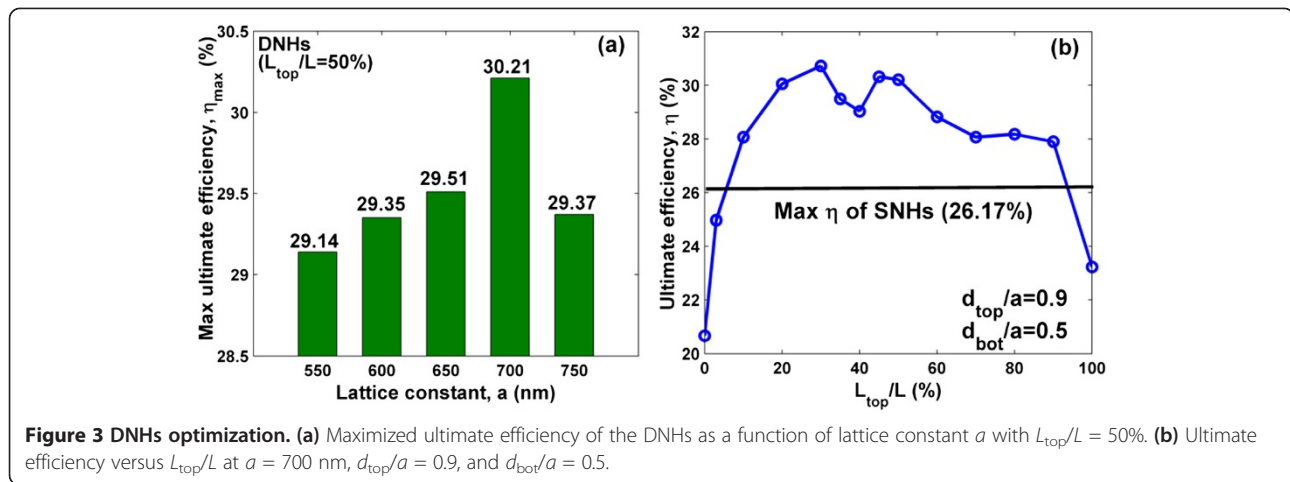 (a)
DNHs
(L_top/L=50%)
30.5
30
29.5
29
28.5
Max ultimate efficiency, η_max (%)
29.14
29.35
29.51
30.21
29.37
550 600 650 700 750
Lattice constant, a (nm)
(b)
32
30
28
26
24
22
20
Ultimate efficiency, η (%)
Max η of SNHs (26.17%)
d_top/a=0.9
d_bot/a=0.5
0 20 40 60 80 100
L_top/L (%)
Figure 3 DNHs optimization. (a) Maximized ultimate efficiency of the DNHs as a function of lattice constant a with L_top/L = 50%. (b) Ultimate
efficiency versus L_top/L at a = 700 nm, d_top/a = 0.9, and d_bot/a = 0.5.